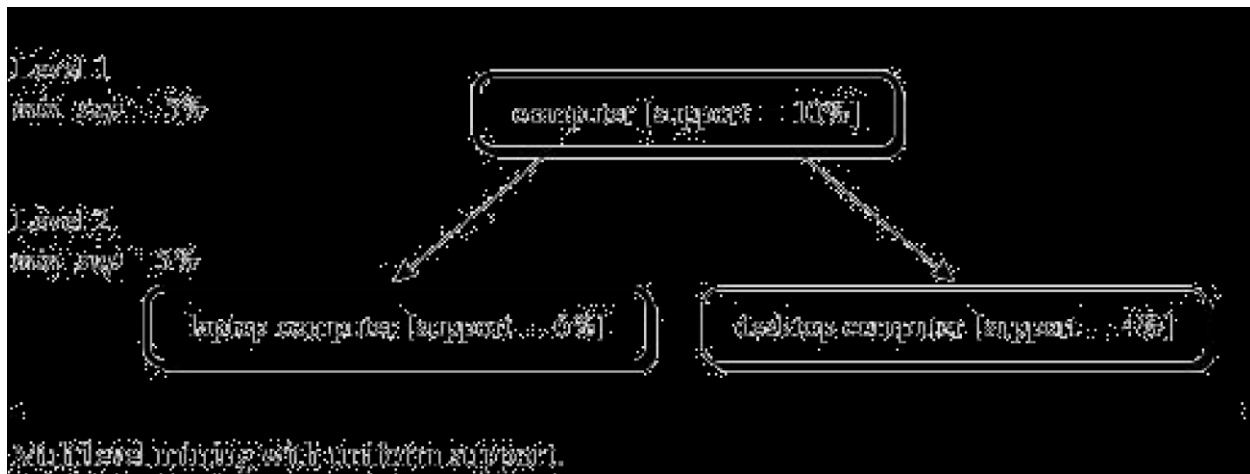 Level 1
min_sup = 5%
computer [support = 10%]
Level 2
min_sup = 5%
laptop computer [support = 6%]
desktop computer [support = 4%]
Multilevel mining with uniform support.